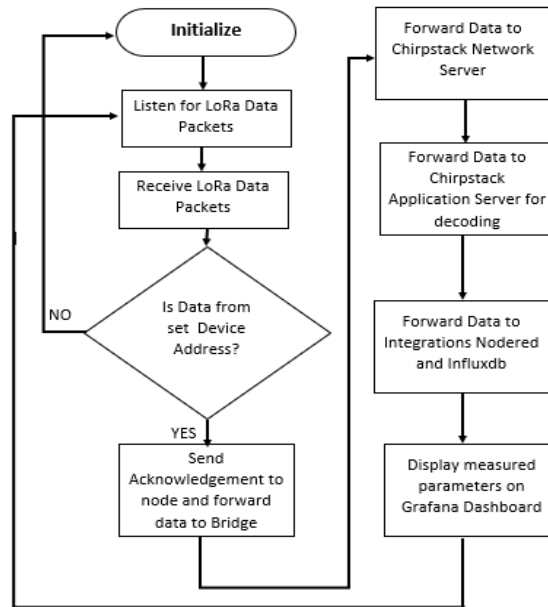 Initialize
Listen for LoRa Data
Packets
Receive LoRa Data
Packets
Is Data from
set Device
Address?
NO
YES
Send
Acknowledgement to
node and forward
data to Bridge
Forward Data to
Chirpstack Network
Server
Forward Data to
Chirpstack
Application Server for
decoding
Forward Data to
Integrations Nodered
and Influxdb
Display measured
parameters on
Grafana Dashboard